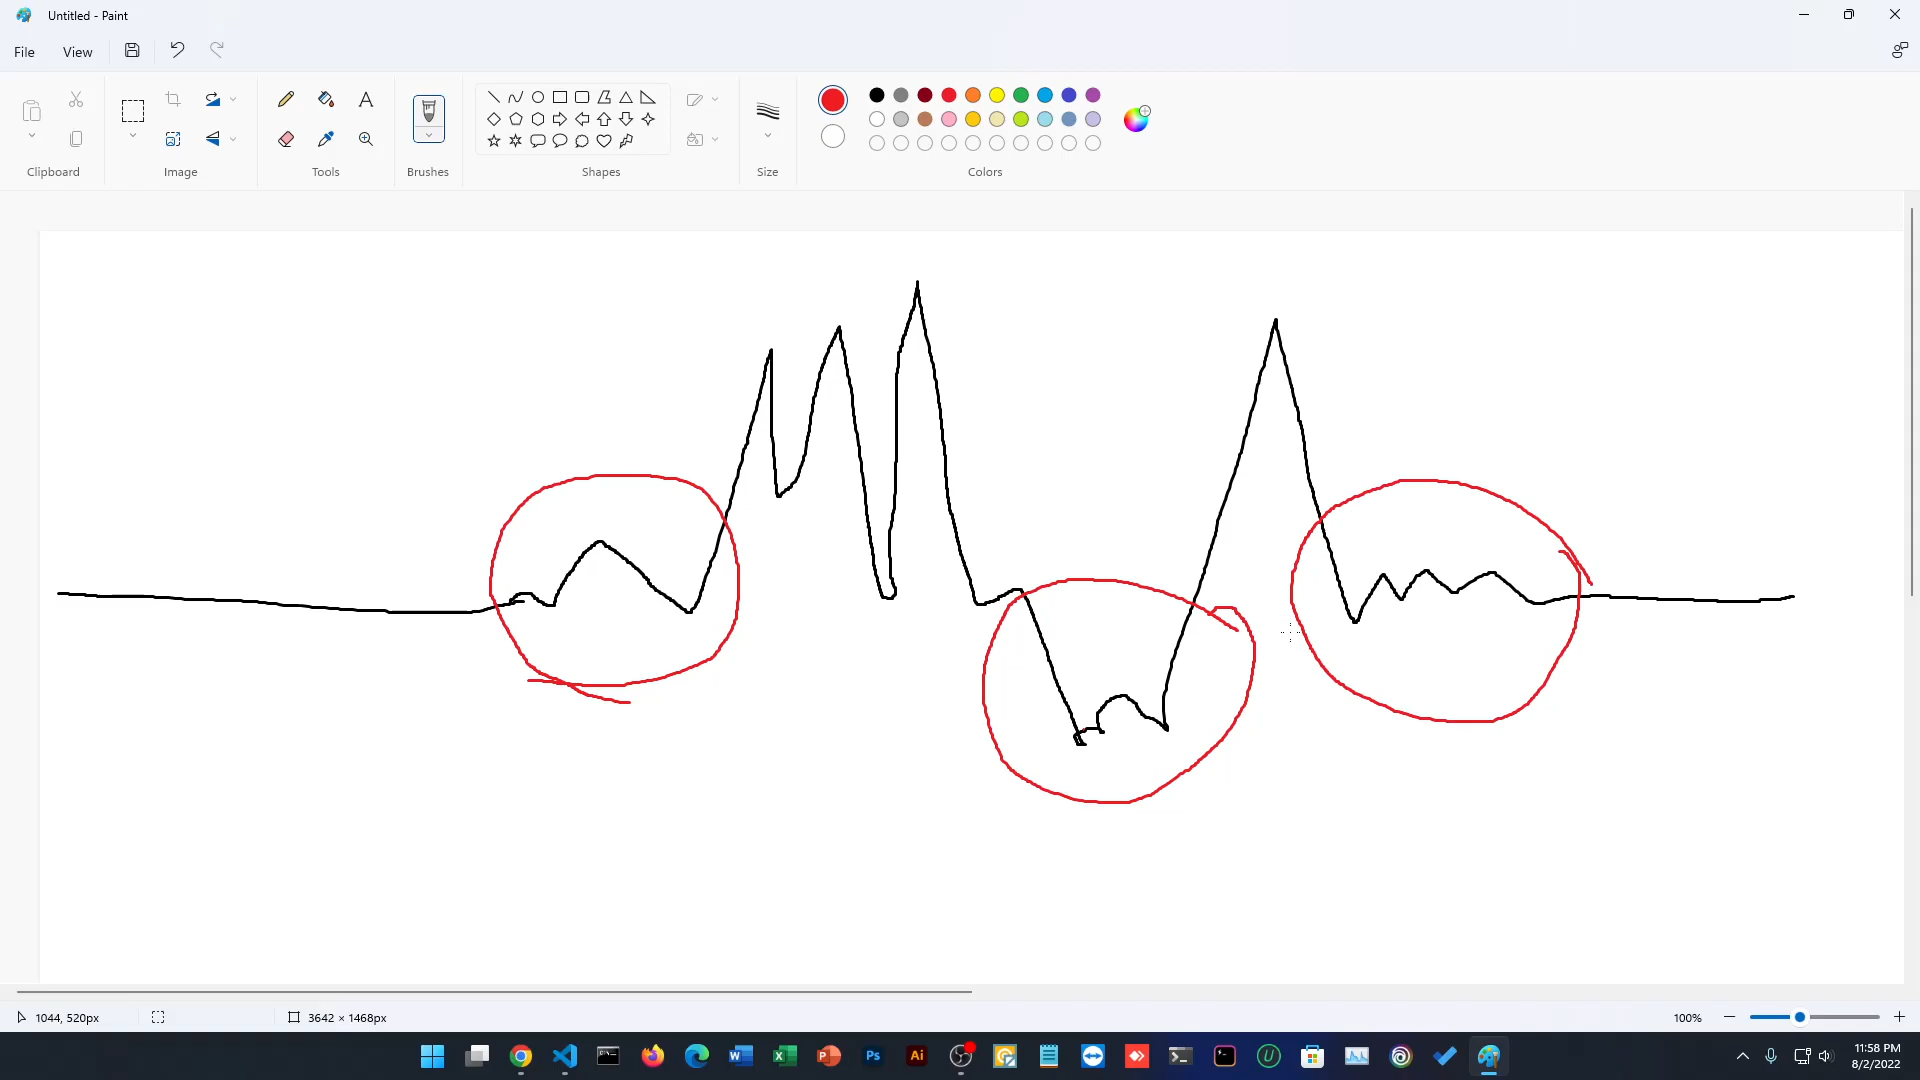 Untitled - Paint
File View
Clipboard Image Tools Brushes Shapes Size Colors
1044, 520px 3642 × 1468px 100%
11:58 PM
8/2/2022